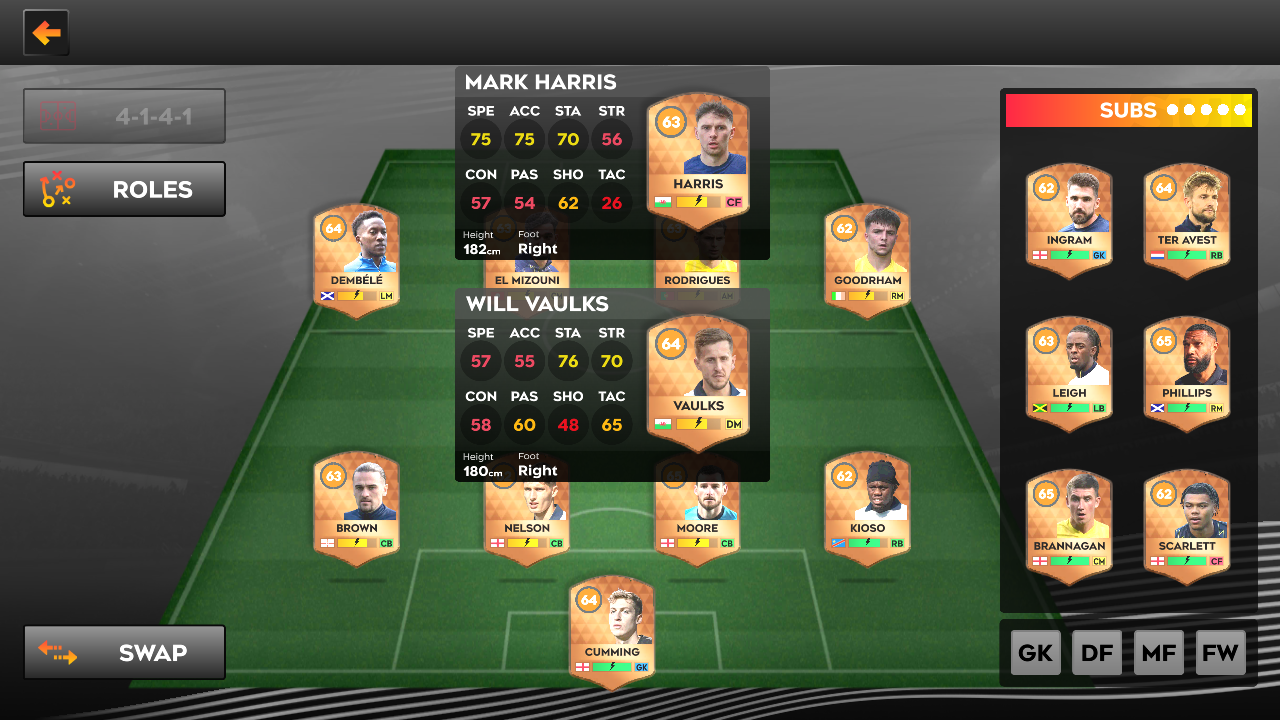 4-1-4-1
ROLES
SWAP
MARK HARRIS
SPE ACC STA STR
75 75 70 56
CON PAS SHO TAC
57 54 62 26
Height Foot
182cm Right
63
HARRIS
CF
WILL VAULKS
SPE ACC STA STR
57 55 76 70
CON PAS SHO TAC
58 60 48 65
Height Foot
180cm Right
64
VAULKS
DM
64
DEMBÉLÉ
LM
EL MIZOUNI
RODRIGUES
AM
62
GOODRHAM
RM
63
BROWN
CB
NELSON
CB
MOORE
CB
62
KIOSO
RB
64
CUMMING
GK
SUBS
62
INGRAM
GK
64
TER AVEST
RB
63
LEIGH
LB
65
PHILLIPS
RM
65
BRANNAGAN
CM
62
SCARLETT
CF
GK DF MF FW